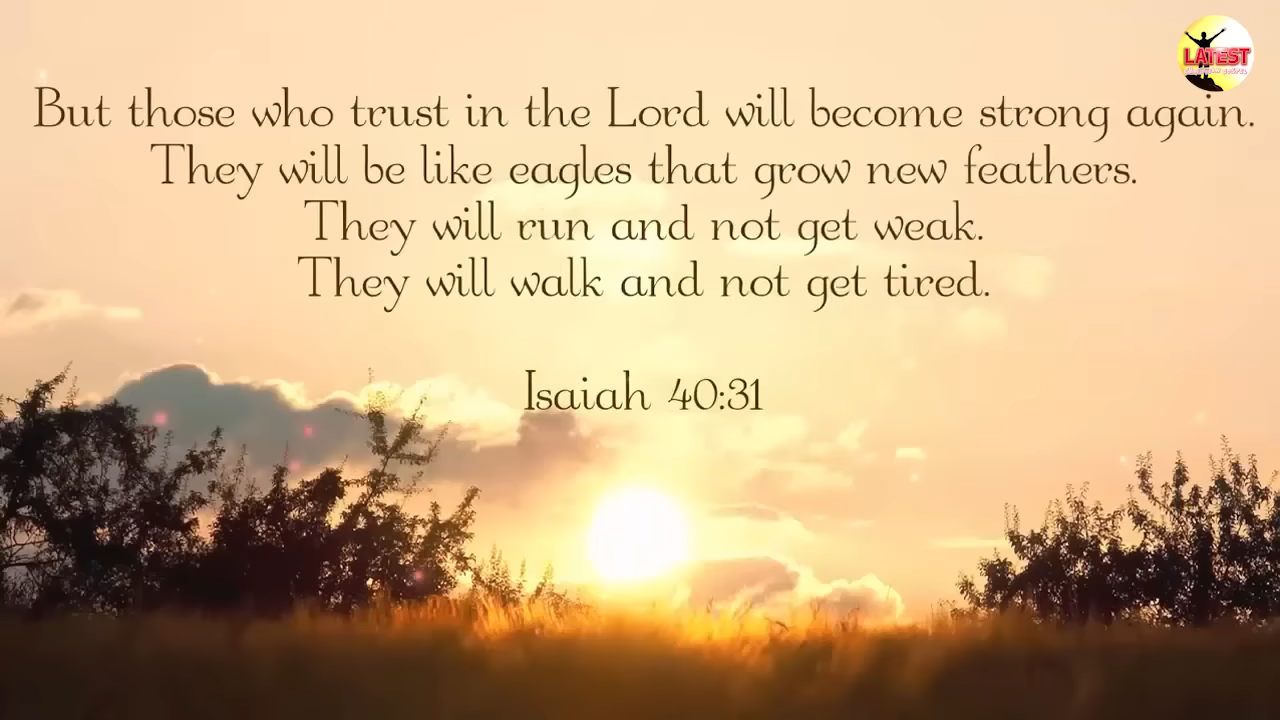 LATEST
But those who trust in the Lord will become strong again.
They will be like eagles that grow new feathers.
They will run and not get weak.
They will walk and not get tired.
Isaiah 40:31